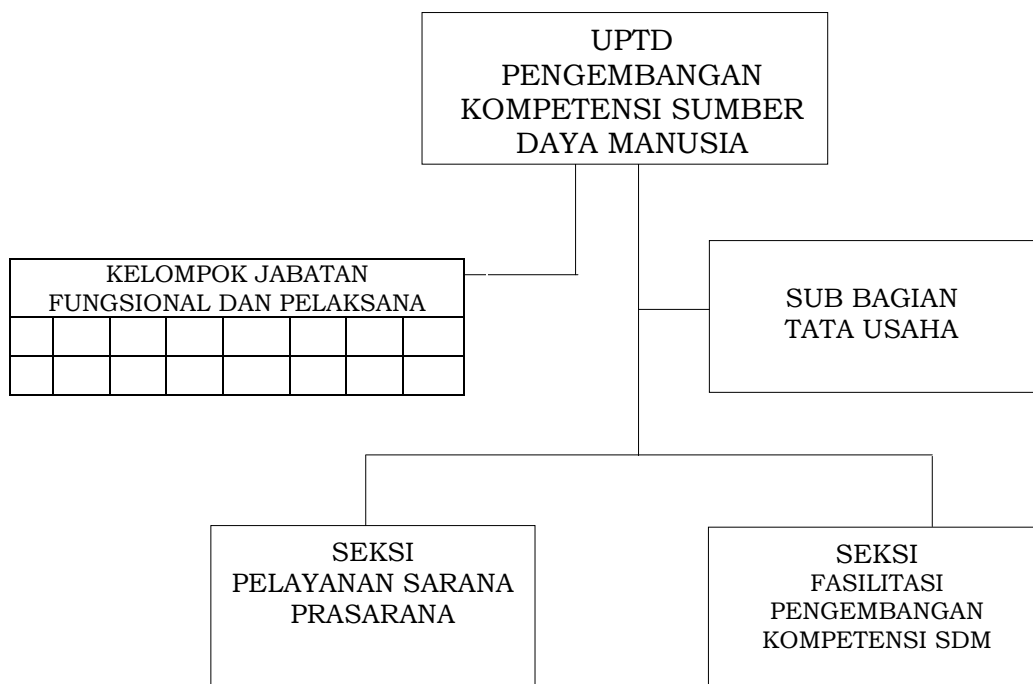 UPTD
PENGEMBANGAN
KOMPETENSI SUMBER
DAYA MANUSIA
KELOMPOK JABATAN
FUNGSIONAL DAN PELAKSANA
SUB BAGIAN
TATA USAHA
SEKSI
PELAYANAN SARANA
PRASARANA
SEKSI
FASILITASI
PENGEMBANGAN
KOMPETENSI SDM